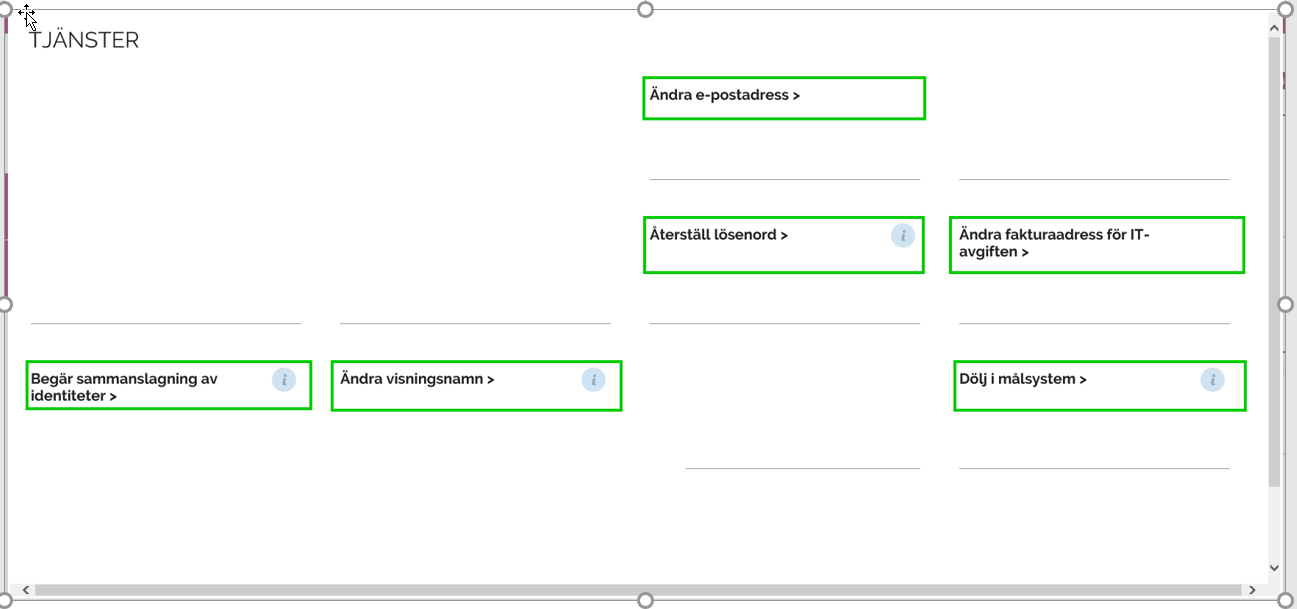 TJÄNSTER
Ändra e-postadress >
Återställ lösenord >
i
Ändra fakturaadress för IT-
avgiften >
Begär sammanslagning av
identiteter >
i
Ändra visningsnamn >
i
Dölj i målsystem >
i